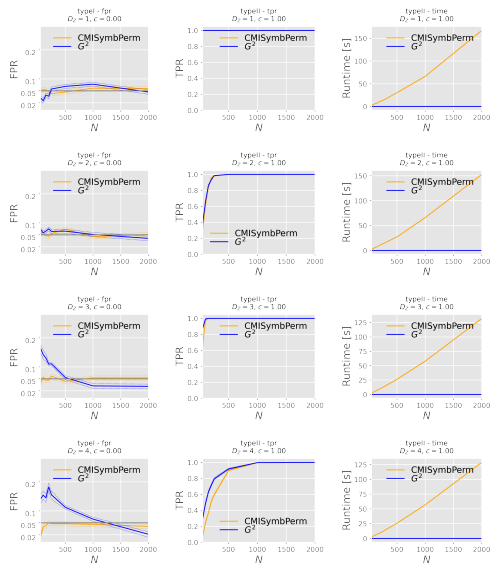 typeI - fpr
D_Z = 1, c = 0.00
FPR
0.2
0.1
0.05
0.02
CMISymbPerm
G²
500 1000 1500 2000
N
typeII - tpr
D_Z = 1, c = 1.00
TPR
1.0
0.8
0.6
0.4
0.2
0.0
CMISymbPerm
G²
500 1000 1500 2000
N
typeII - time
D_Z = 1, c = 1.00
Runtime [s]
150
100
50
0
CMISymbPerm
G²
500 1000 1500 2000
N
typeI - fpr
D_Z = 2, c = 0.00
FPR
0.2
0.1
0.05
0.02
CMISymbPerm
G²
500 1000 1500 2000
N
typeII - tpr
D_Z = 2, c = 1.00
TPR
1.0
0.8
0.6
0.4
0.2
0.0
CMISymbPerm
G²
500 1000 1500 2000
N
typeII - time
D_Z = 2, c = 1.00
Runtime [s]
150
125
100
75
50
25
0
CMISymbPerm
G²
500 1000 1500 2000
N
typeI - fpr
D_Z = 3, c = 0.00
FPR
0.2
0.1
0.05
0.02
CMISymbPerm
G²
500 1000 1500 2000
N
typeII - tpr
D_Z = 3, c = 1.00
TPR
1.0
0.8
0.6
0.4
0.2
0.0
CMISymbPerm
G²
500 1000 1500 2000
N
typeII - time
D_Z = 3, c = 1.00
Runtime [s]
125
100
75
50
25
0
CMISymbPerm
G²
500 1000 1500 2000
N
typeI - fpr
D_Z = 4, c = 0.00
FPR
0.2
0.1
0.05
0.02
CMISymbPerm
G²
500 1000 1500 2000
N
typeII - tpr
D_Z = 4, c = 1.00
TPR
1.0
0.8
0.6
0.4
0.2
0.0
CMISymbPerm
G²
500 1000 1500 2000
N
typeII - time
D_Z = 4, c = 1.00
Runtime [s]
125
100
75
50
25
0
CMISymbPerm
G²
500 1000 1500 2000
N